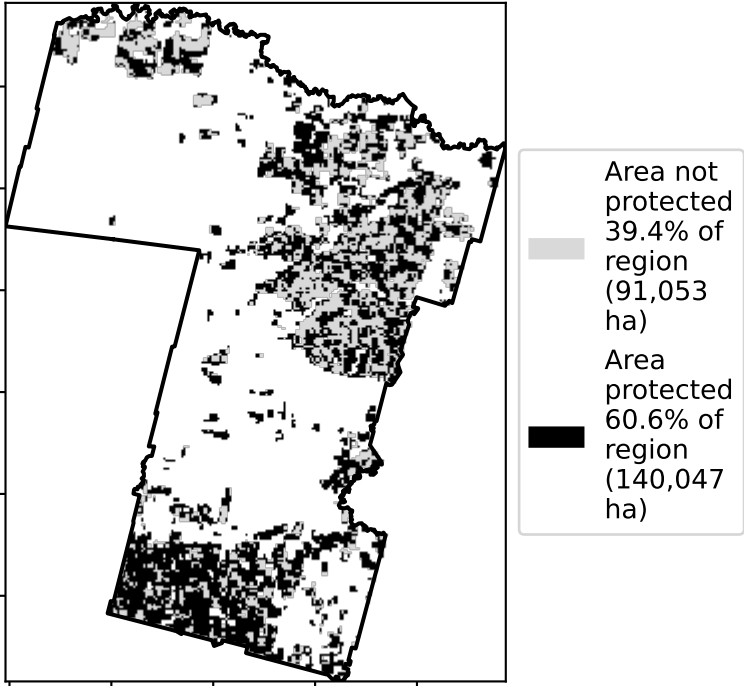 Area not
protected
39.4% of
region
(91,053
ha)
Area
protected
60.6% of
region
(140,047
ha)